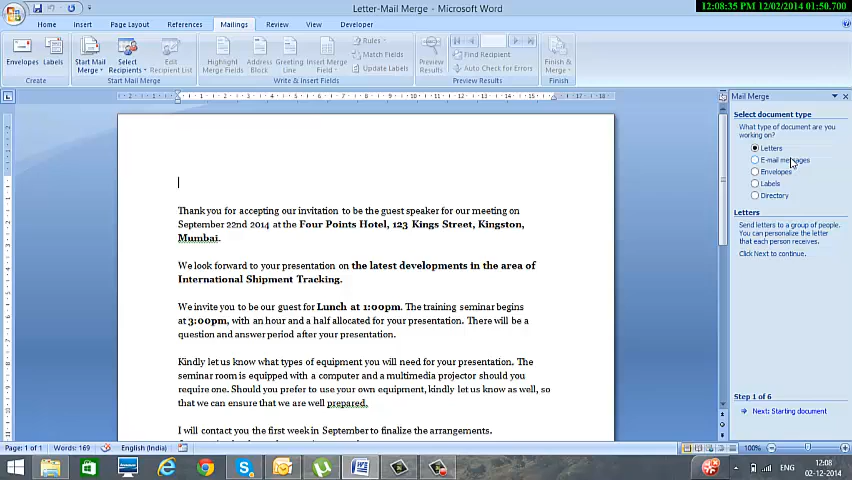 Letter-Mail Merge - Microsoft Word
12:08:35 PM 12/02/2014 01:50.700
Home Insert Page Layout References Mailings Review View Developer
Envelopes Labels Start Mail Merge Select Recipients Edit Recipient List Highlight Merge Fields Address Block Greeting Line Insert Merge Field Rules Match Fields Update Labels Preview Results Find Recipient Auto Check for Errors Finish & Merge
Create Start Mail Merge Write & Insert Fields Preview Results Finish
Thank you for accepting our invitation to be the guest speaker for our meeting on
September 22nd 2014 at the Four Points Hotel, 123 Kings Street, Kingston,
Mumbai.
We look forward to your presentation on the latest developments in the area of
International Shipment Tracking.
We invite you to be our guest for Lunch at 1:00pm. The training seminar begins
at 3:00pm, with an hour and a half allocated for your presentation. There will be a
question and answer period after your presentation.
Kindly let us know what types of equipment you will need for your presentation. The
seminar room is equipped with a computer and a multimedia projector should you
require one. Should you prefer to use your own equipment, kindly let us know as well, so
that we can ensure that we are well prepared.
I will contact you the first week in September to finalize the arrangements.
Mail Merge
Select document type
What type of document are you
working on?
Letters
E-mail messages
Envelopes
Labels
Directory
Letters
Send letters to a group of people.
You can personalize the letter
that each person receives.
Click Next to continue.
Step 1 of 6
Next: Starting document
Page: 1 of 1 Words: 169 English (India) 100%
ENG 12:08
02-12-2014